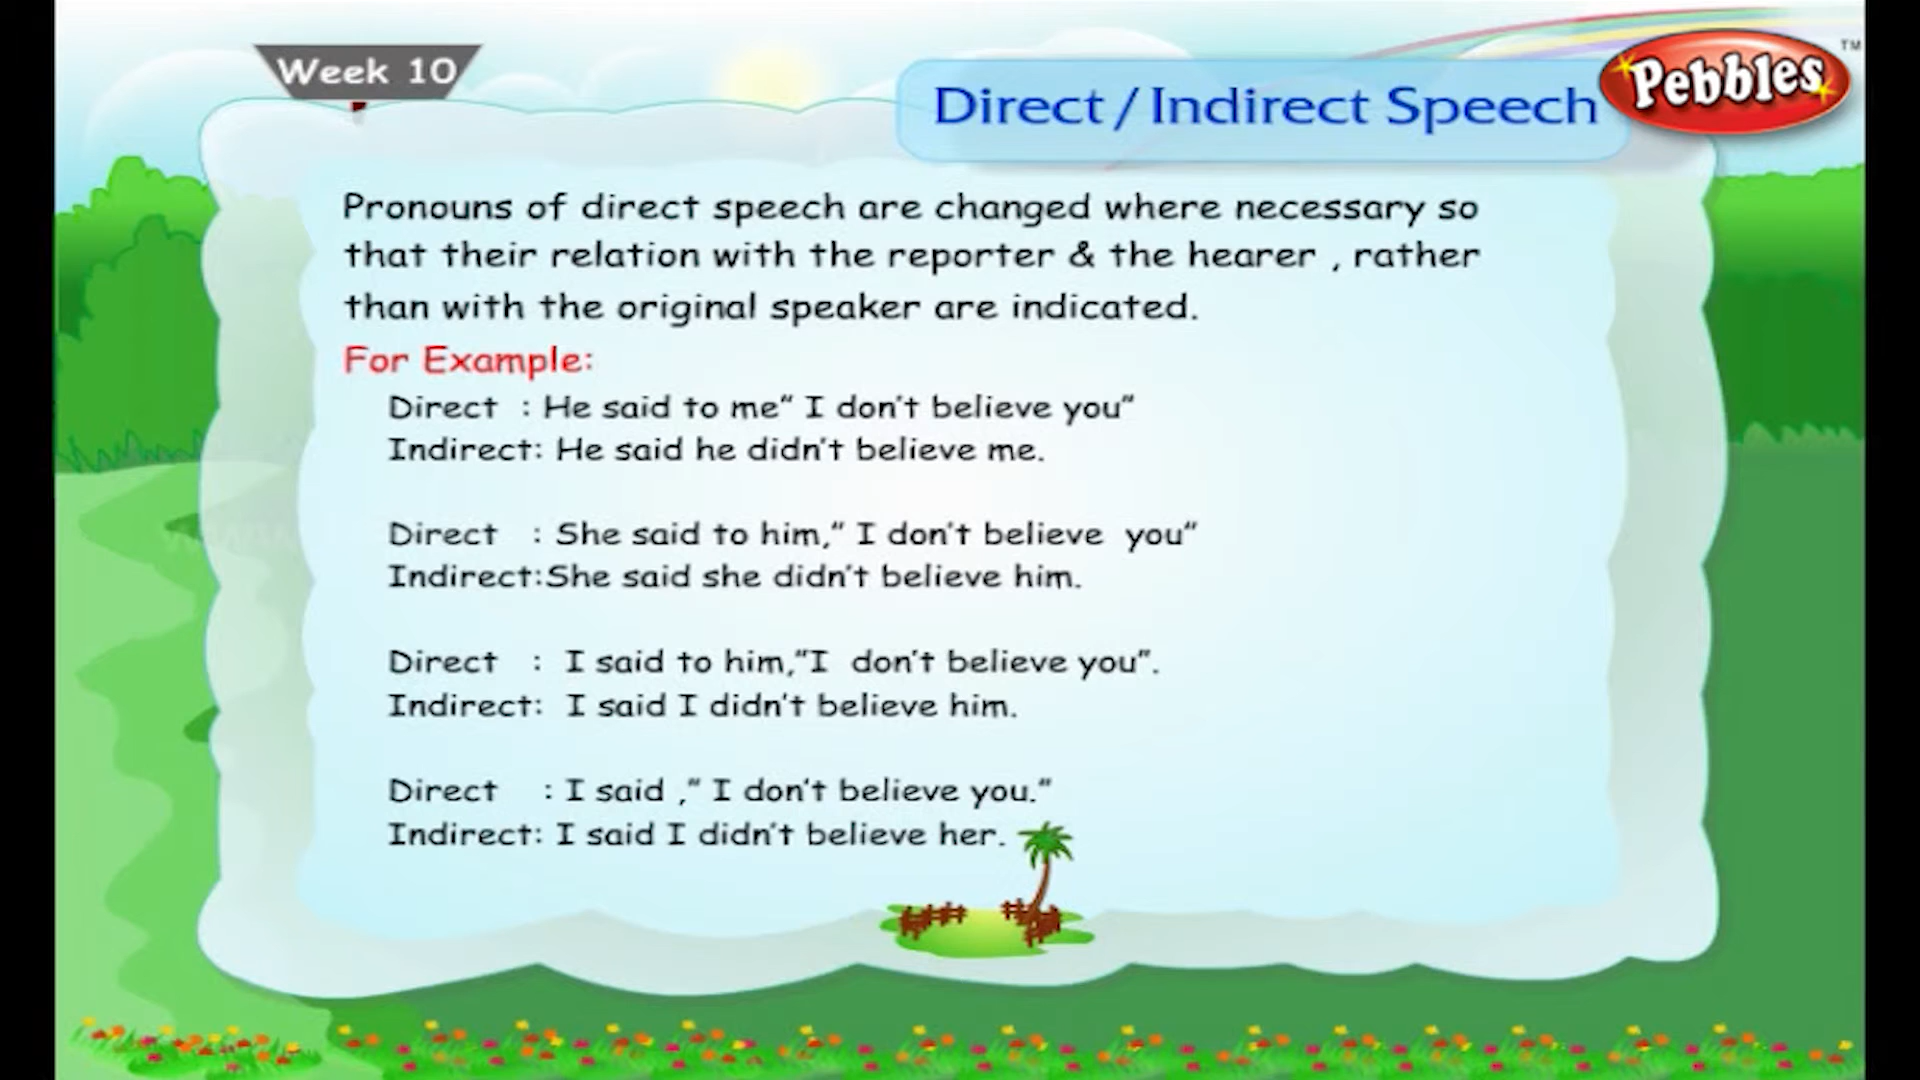 Week 10
Direct / Indirect Speech
Pebbles
TM
Pronouns of direct speech are changed where necessary so
that their relation with the reporter & the hearer , rather
than with the original speaker are indicated.
For Example:
Direct : He said to me” I don’t believe you”
Indirect: He said he didn’t believe me.
Direct : She said to him,” I don’t believe you”
Indirect:She said she didn’t believe him.
Direct : I said to him,”I don’t believe you”.
Indirect: I said I didn’t believe him.
Direct : I said ,” I don’t believe you.”
Indirect: I said I didn’t believe her.